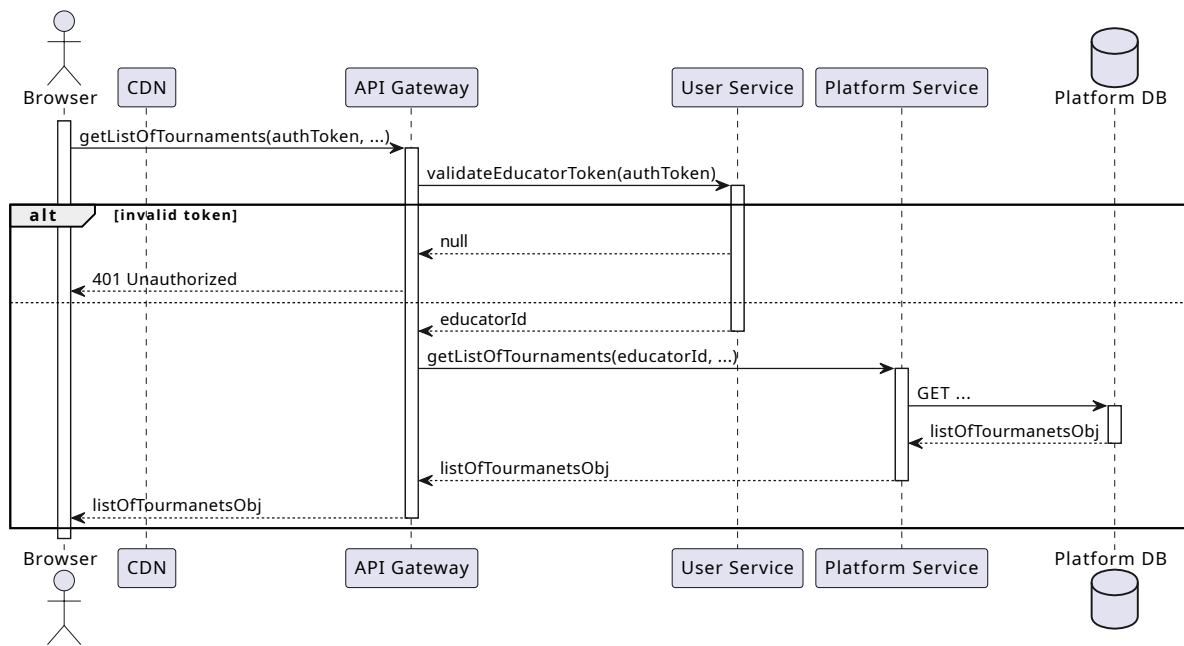 Browser
CDN
API Gateway
User Service
Platform Service
Platform DB
getListOfTournaments(authToken, ...)
validateEducatorToken(authToken)
alt
[invalid token]
null
401 Unauthorized
educatorId
getListOfTournaments(educatorId, ...)
GET ...
listOfTourmanetsObj
listOfTourmanetsObj
listOfTourmanetsObj
Browser
CDN
API Gateway
User Service
Platform Service
Platform DB